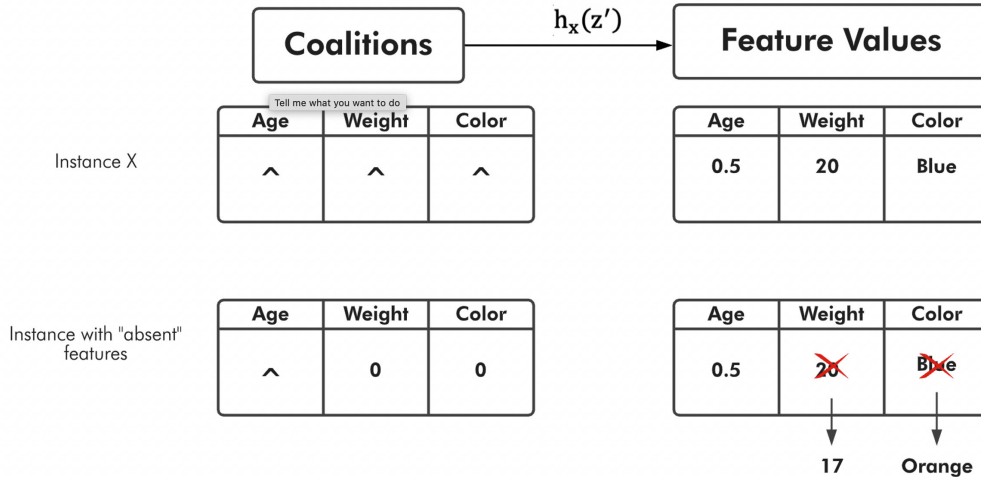 Coalitions
hₓ(z′)
Feature Values
Tell me what you want to do
Age Weight Color
Age Weight Color
Instance X
^ ^ ^
0.5 20 Blue
Age Weight Color
Age Weight Color
Instance with "absent"
features
^ 0 0
0.5 20 Blue
17 Orange